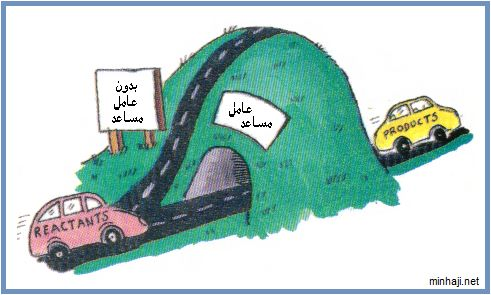 بدون
عامل
مساعد
عامل
مساعد
PRODUCTS
REACTANTS
minhaji.net